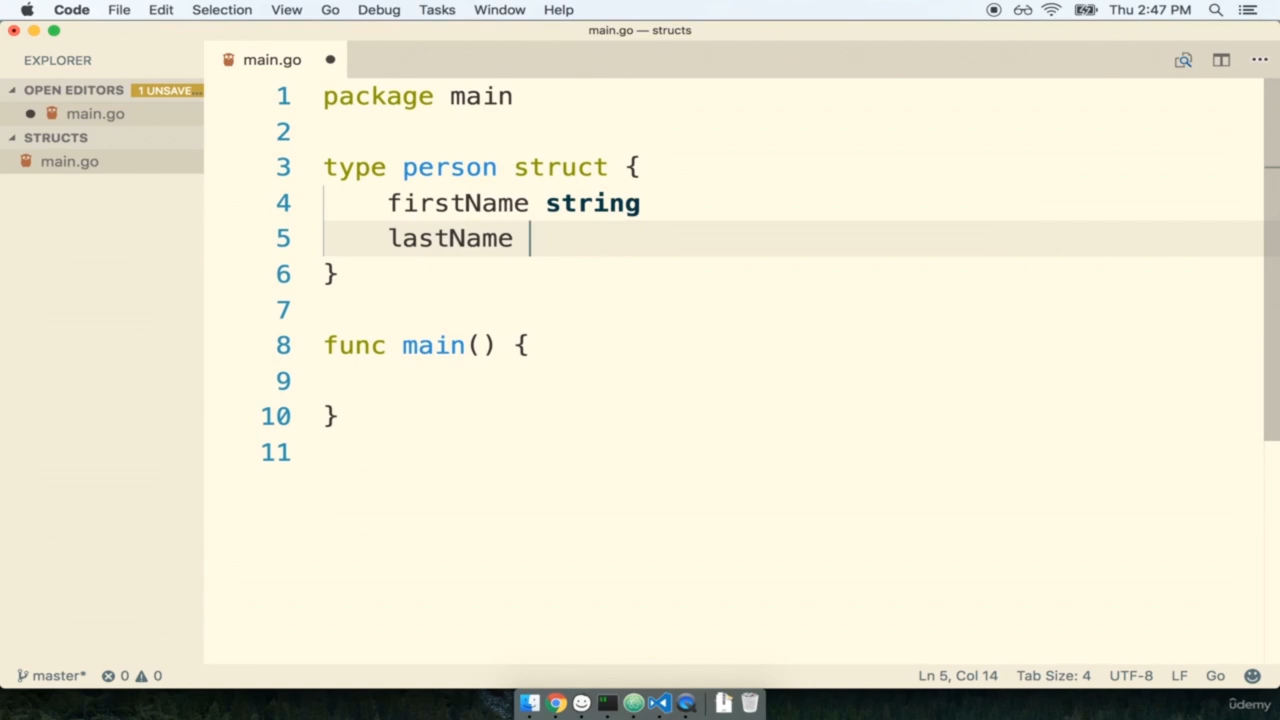 Code File Edit Selection View Go Debug Tasks Window Help Thu 2:47 PM
main.go — structs
EXPLORER
OPEN EDITORS 1 UNSAVE...
main.go
STRUCTS
main.go
main.go
1 package main
2
3 type person struct {
4 firstName string
5 lastName
6 }
7
8 func main() {
9
10 }
11
master* 0 0 Ln 5, Col 14 Tab Size: 4 UTF-8 LF Go
ûdemy